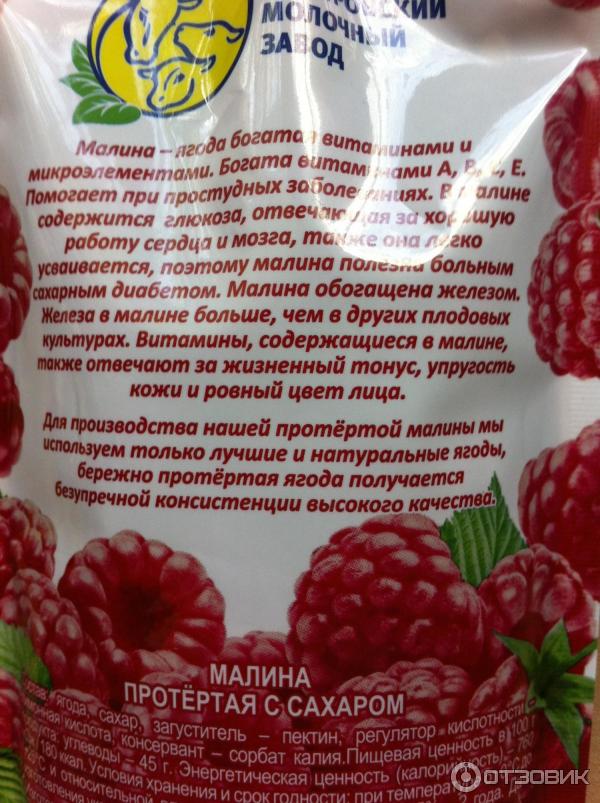 МОЛОЧНЫЙ
ЗАВОД
Малина – ягода богатая витаминами и
микроэлементами. Богата витаминами А, В, С, Е.
Помогает при простудных заболеваниях. В малине
содержится глюкоза, отвечающая за хорошую
работу сердца и мозга, также она легко
усваивается, поэтому малина полезна больным
сахарным диабетом. Малина обогащена железом.
Железа в малине больше, чем в других плодовых
культурах. Витамины, содержащиеся в малине,
также отвечают за жизненный тонус, упругость
кожи и ровный цвет лица.
Для производства нашей протёртой малины мы
используем только лучшие и натуральные ягоды,
бережно протёртая ягода получается
безупречной консистенции высокого качества.
МАЛИНА
ПРОТЁРТАЯ С САХАРОМ
ягода, сахар, загуститель – пектин, регулятор кислотности –
кислота, консервант – сорбат калия. Пищевая ценность в 100 г
углеводы – 45 г. Энергетическая ценность (калорийность)
180 ккал. Условия хранения и срок годности: при
ОТЗОВИК